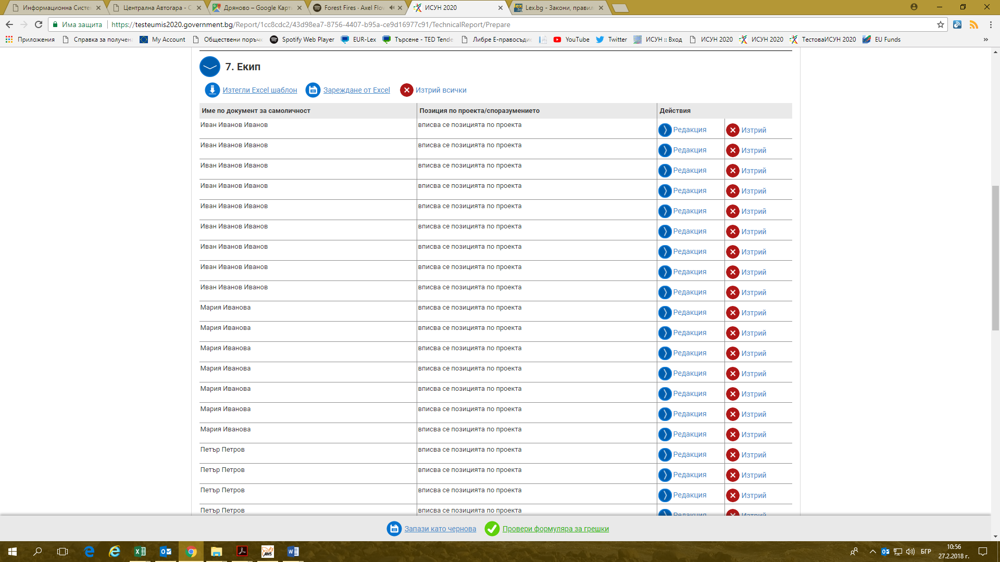 Информационна Систе
Централна Автогара - С
Дряново – Google Карт
Forest Fires · Axel Flov
ИСУН 2020
Lex.bg - Закони, правил
Има защита
https://testeumis2020.government.bg/Report/1cc8cdc2/43d98ea7-8756-4407-b95a-ce9d16977c91/TechnicalReport/Prepare
Приложения
Справка за получен
My Account
Обществени поръч
Spotify Web Player
EUR-Lex
Търсене - TED Tende
Либре Е-правосъди
YouTube
Twitter
ИСУН :: Вход
ИСУН 2020
ИСУН 2020
ТестоваИСУН 2020
EU Funds
»
7. Екип
Изтегли Excel шаблон Зареждане от Excel Изтрий всички
Име по документ за самоличност Позиция по проекта/споразумението Действия
Иван Иванов Иванов вписва се позицията по проекта Редакция Изтрий
Иван Иванов Иванов вписва се позицията по проекта Редакция Изтрий
Иван Иванов Иванов вписва се позицията по проекта Редакция Изтрий
Иван Иванов Иванов вписва се позицията по проекта Редакция Изтрий
Иван Иванов Иванов вписва се позицията по проекта Редакция Изтрий
Иван Иванов Иванов вписва се позицията по проекта Редакция Изтрий
Иван Иванов Иванов вписва се позицията по проекта Редакция Изтрий
Иван Иванов Иванов вписва се позицията по проекта Редакция Изтрий
Иван Иванов Иванов вписва се позицията по проекта Редакция Изтрий
Мария Иванова вписва се позицията по проекта Редакция Изтрий
Мария Иванова вписва се позицията по проекта Редакция Изтрий
Мария Иванова вписва се позицията по проекта Редакция Изтрий
Мария Иванова вписва се позицията по проекта Редакция Изтрий
Мария Иванова вписва се позицията по проекта Редакция Изтрий
Мария Иванова вписва се позицията по проекта Редакция Изтрий
Мария Иванова вписва се позицията по проекта Редакция Изтрий
Петър Петров вписва се позицията по проекта Редакция Изтрий
Петър Петров вписва се позицията по проекта Редакция Изтрий
Петър Петров вписва се позицията по проекта Редакция Изтрий
Петър Петров вписва се позицията по проекта Редакция Изтрий
Запази като чернова Провери формуляра за грешки
БГР
10:56
27.2.2018 г.